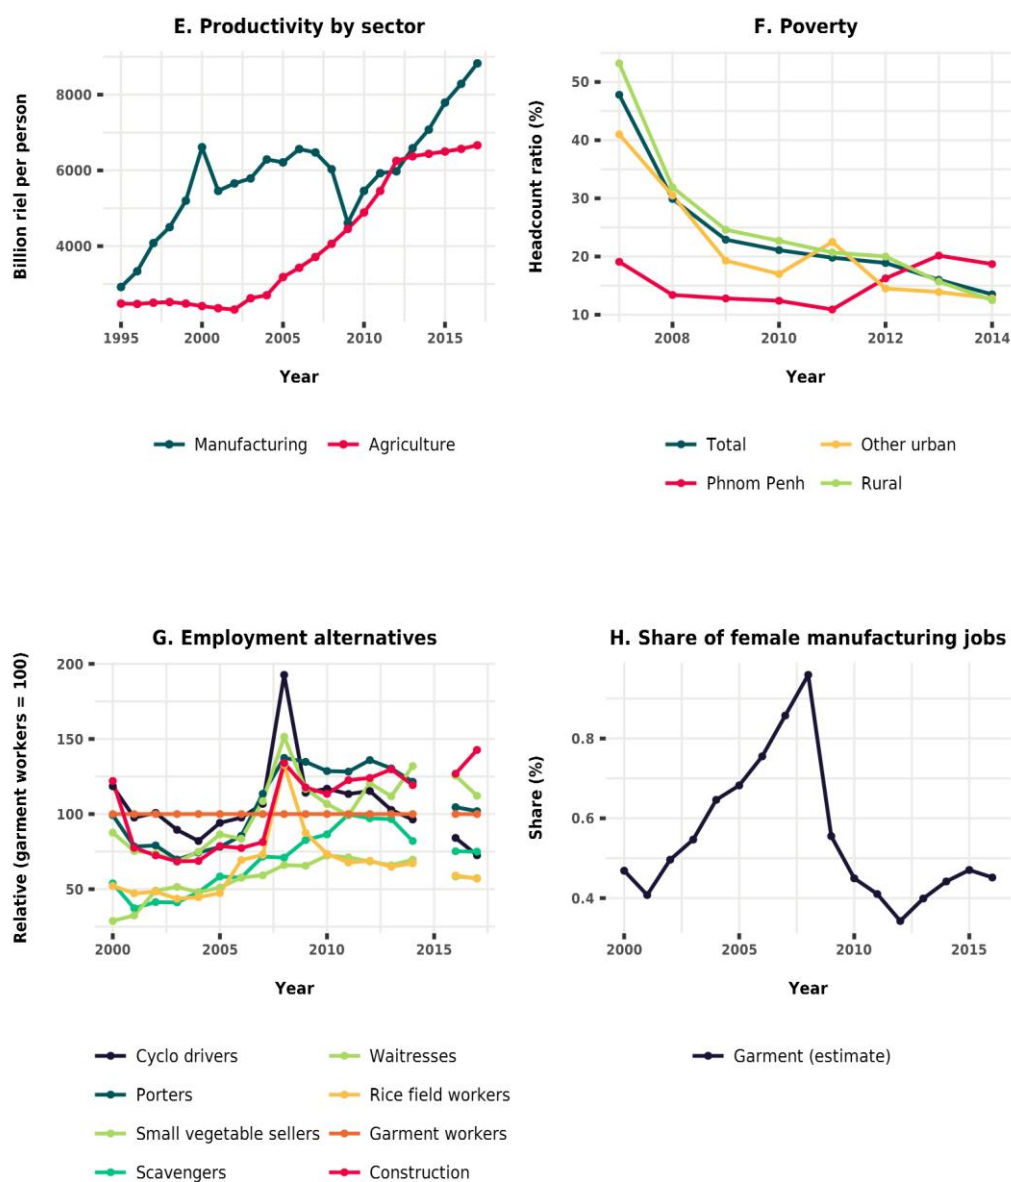 E. Productivity by sector
Billion riel per person
8000
6000
4000
1995 2000 2005 2010 2015
Year
Manufacturing Agriculture
F. Poverty
Headcount ratio (%)
50
40
30
20
10
2008 2010 2012 2014
Year
Total Other urban
Phnom Penh Rural
G. Employment alternatives
Relative (garment workers = 100)
200
150
100
50
2000 2005 2010 2015
Year
Cyclo drivers Waitresses
Porters Rice field workers
Small vegetable sellers Garment workers
Scavengers Construction
H. Share of female manufacturing jobs
Share (%)
0.8
0.6
0.4
2000 2005 2010 2015
Year
Garment (estimate)